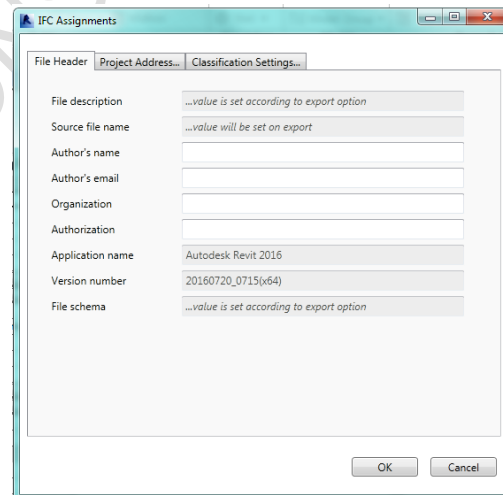 IFC Assignments
File Header Project Address... Classification Settings...
File description ...value is set according to export option
Source file name ...value will be set on export
Author's name
Author's email
Organization
Authorization
Application name Autodesk Revit 2016
Version number 20160720_0715(x64)
File schema ...value is set according to export option
OK Cancel